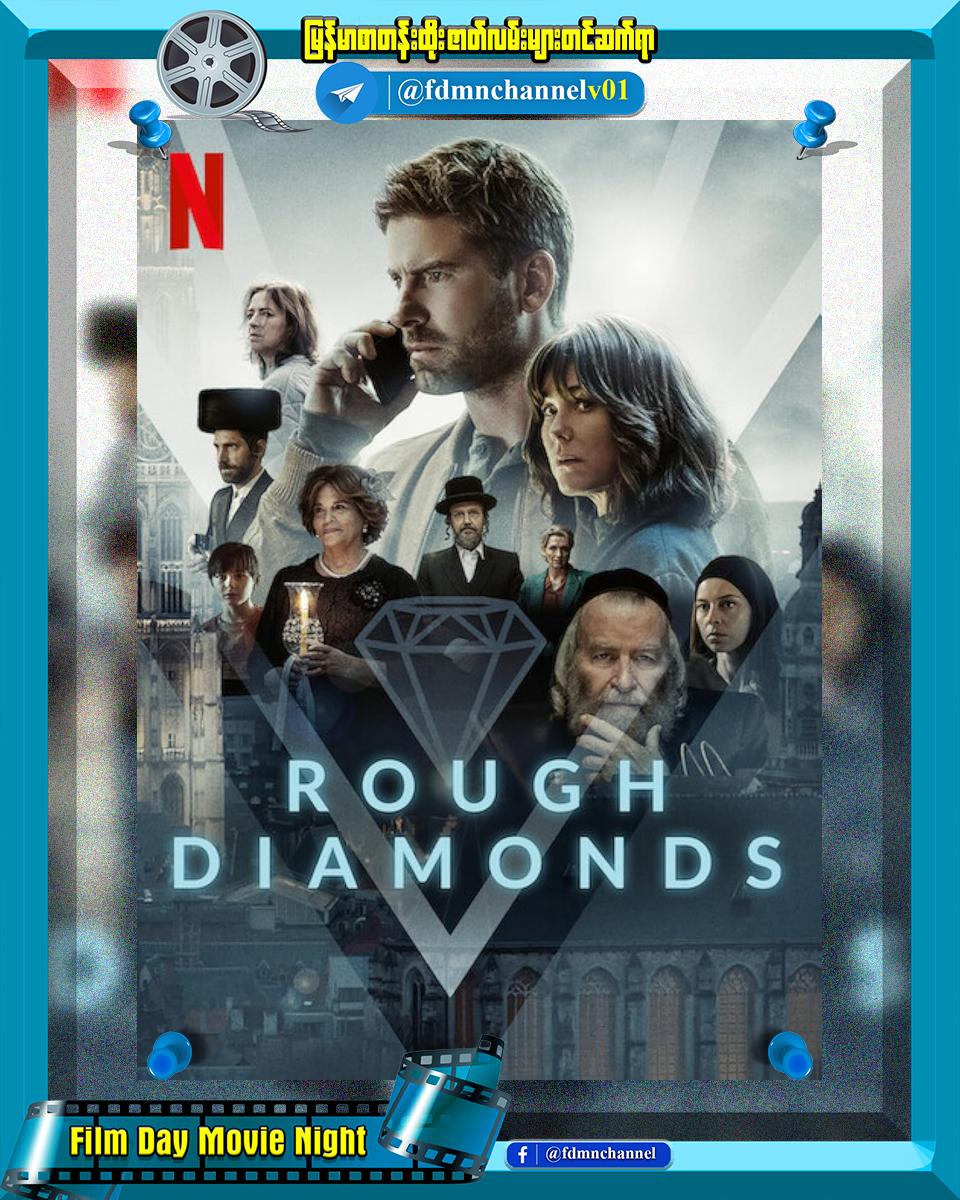 မြန်မာစာတန်းထိုးဇာတ်လမ်းများတင်ဆက်ရာ
@fdmnchannelv01
N
ROUGH
DIAMONDS
Film Day Movie Night
f @fdmnchannel